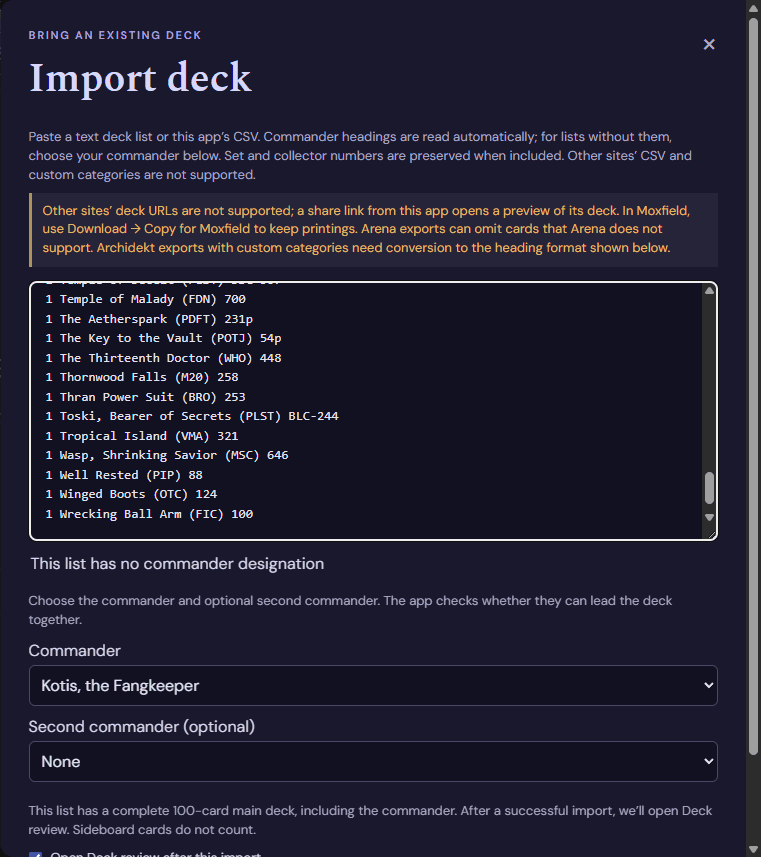 BRING AN EXISTING DECK
Import deck
Paste a text deck list or this app's CSV. Commander headings are read automatically; for lists without them,
choose your commander below. Set and collector numbers are preserved when included. Other sites' CSV and
custom categories are not supported.
Other sites' deck URLs are not supported; a share link from this app opens a preview of its deck. In Moxfield,
use Download → Copy for Moxfield to keep printings. Arena exports can omit cards that Arena does not
support. Archidekt exports with custom categories need conversion to the heading format shown below.
1 Temple of Malady (FDN) 700
1 The Aetherspark (PDFT) 231p
1 The Key to the Vault (POTJ) 54p
1 The Thirteenth Doctor (WHO) 448
1 Thornwood Falls (M20) 258
1 Thran Power Suit (BRO) 253
1 Toski, Bearer of Secrets (PLST) BLC-244
1 Tropical Island (VMA) 321
1 Wasp, Shrinking Savior (MSC) 646
1 Well Rested (PIP) 88
1 Winged Boots (OTC) 124
1 Wrecking Ball Arm (FIC) 100
This list has no commander designation
Choose the commander and optional second commander. The app checks whether they can lead the deck
together.
Commander
Kotis, the Fangkeeper
Second commander (optional)
None
This list has a complete 100-card main deck, including the commander. After a successful import, we'll open Deck
review. Sideboard cards do not count.
Open Deck review after this import